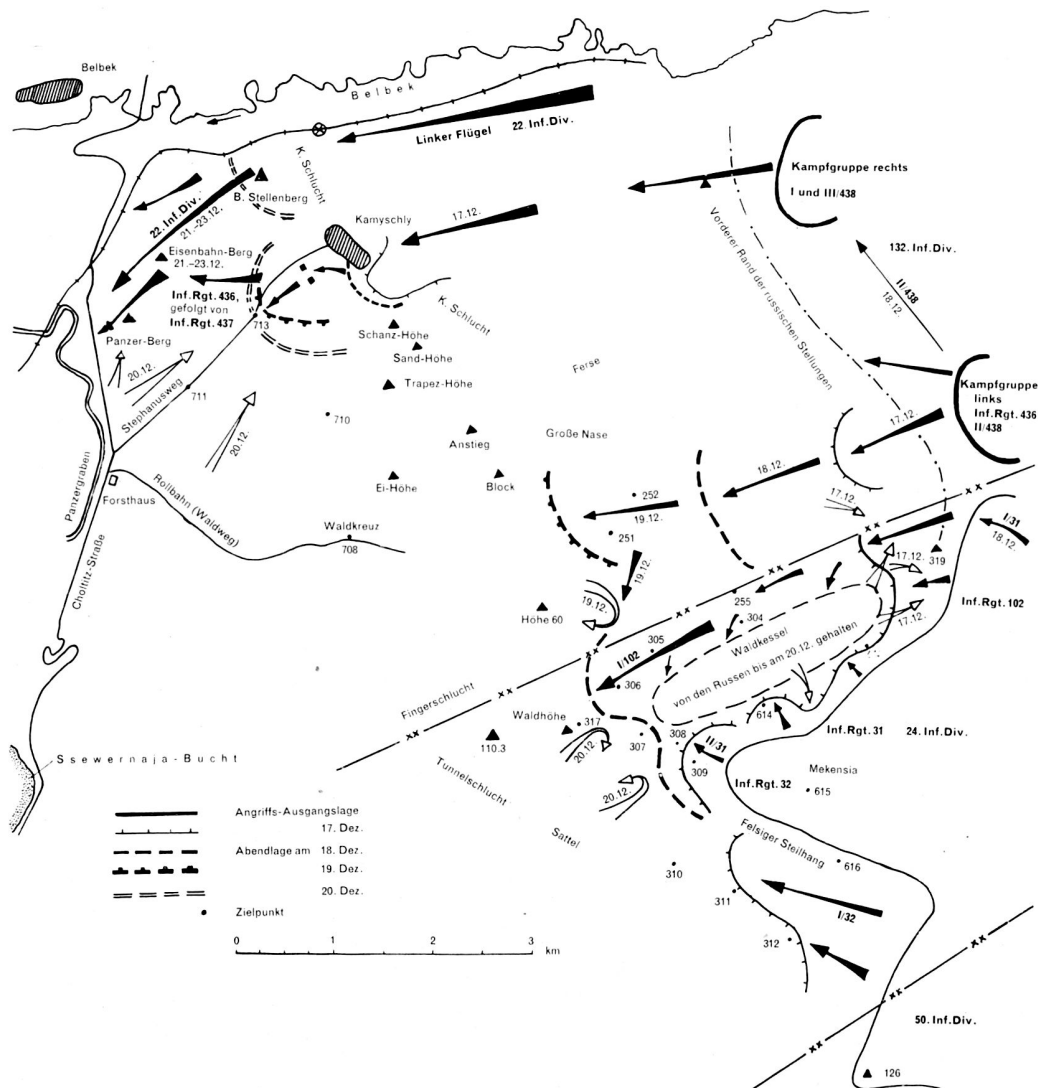 Belbek
Belbek
Linker Flügel 22. Inf. Div.
K. Schlucht
Kampfgruppe rechts
I und III/438
B. Stellenberg
22. Inf. Div.
21.–23.12.
Kamyschly
17.12.
Vorderer Rand der russischen Stellungen
132. Inf. Div.
II/438
18.12.
Eisenbahn-Berg
21.–23.12.
Inf. Rgt. 436,
gefolgt von
Inf. Rgt. 437
713
K. Schlucht
Schanz-Höhe
Sand-Höhe
Trapez-Höhe
Panzer-Berg
20.12.
Stephanusweg
711
20.12.
710
Ferse
Kampfgruppe
links
Inf. Rgt. 436
II/438
17.12.
Anstieg
Große Nase
Ei-Höhe
Block
18.12.
Panzergraben
Forsthaus
Rollbahn (Waldweg)
Waldkreuz
708
252
19.12.
251
17.12.
I/31
18.12.
319
17.12.
Choltitz-Straße
19.12.
19.12.
Höhe 60
255
304
Inf. Rgt. 102
17.12.
305
I/102
306
Waldkessel
von den Russen bis am 20.12. gehalten
Fingerschlucht
Waldhöhe
317
110.3
20.12.
307
308
614
Inf. Rgt. 31
24. Inf. Div.
II/31
309
Inf. Rgt. 32
Mekensia
615
Ssewernaja-Bucht
Tunnelschlucht
20.12.
Sattel
Felsiger Steilhang
616
310
311
I/32
312
50. Inf. Div.
126
Angriffs-Ausgangslage
17. Dez.
Abendlage am 18. Dez.
19. Dez.
20. Dez.
Zielpunkt
0 1 2 3
km